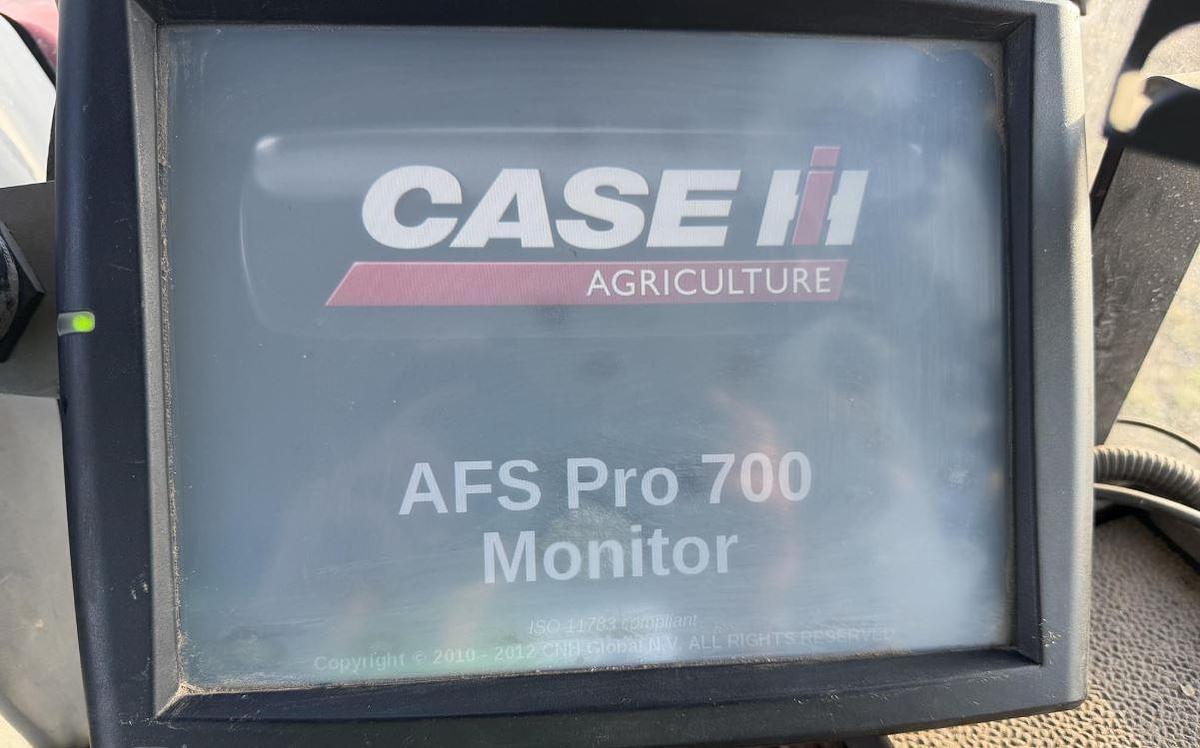 CASE IH
AGRICULTURE
AFS Pro 700
Monitor
ISO 11783 compliant
Copyright © 2010 - 2012 CNH Global N.V. ALL RIGHTS RESERVED